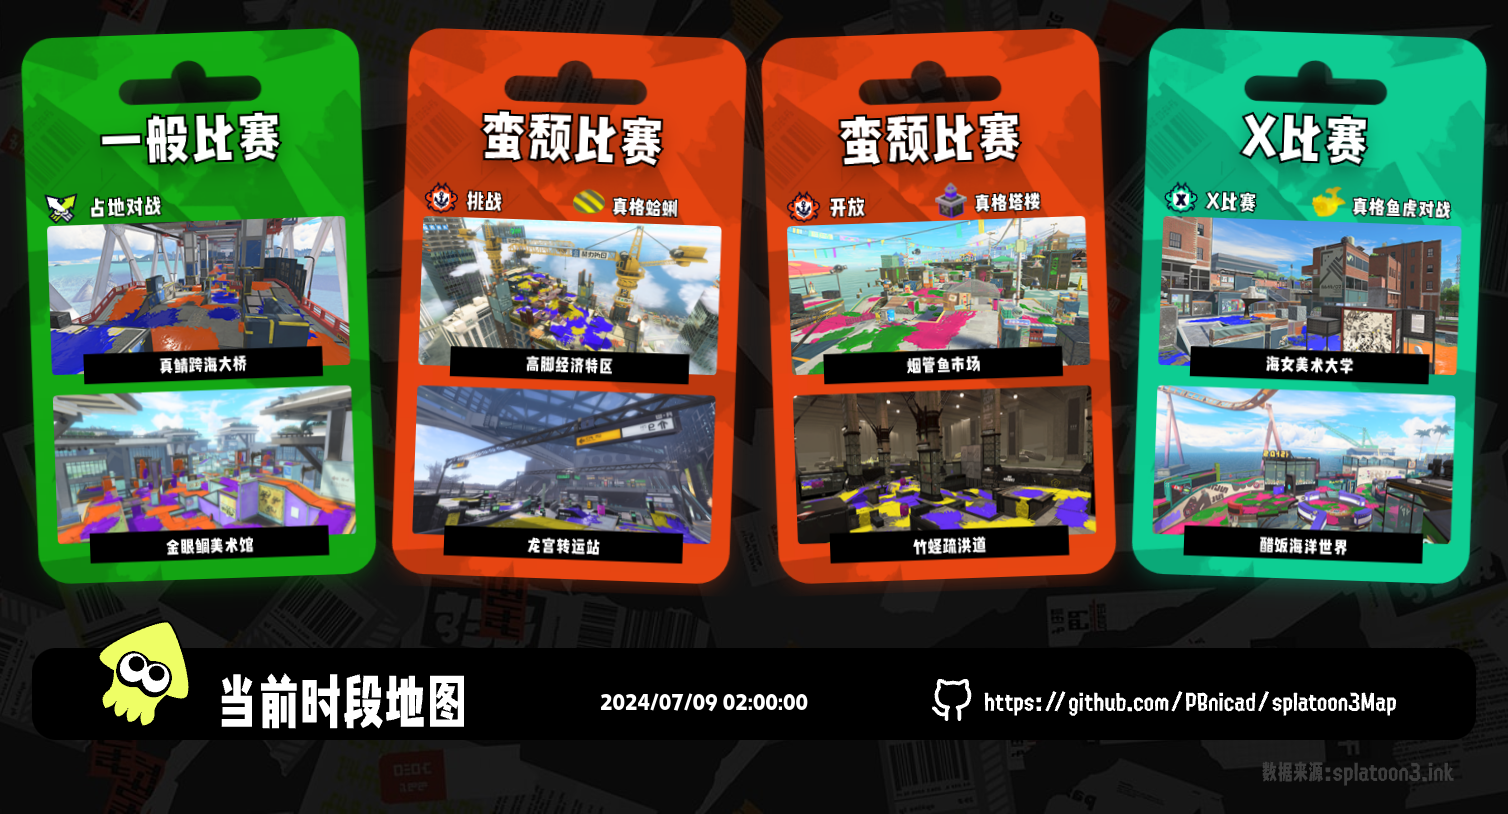 一般比赛
占地对战
真鲭跨海大桥
金眼鲷美术馆
蛮颓比赛
挑战
真格蛤蜊
高脚经济特区
龙宫转运站
蛮颓比赛
开放
真格塔楼
烟管鱼市场
竹蛏疏洪道
X比赛
X比赛
真格鱼虎对战
海女美术大学
醋饭海洋世界
当前时段地图
2024/07/09 02:00:00
https://github.com/PBnicad/splatoon3Map
数据来源:splatoon3.ink